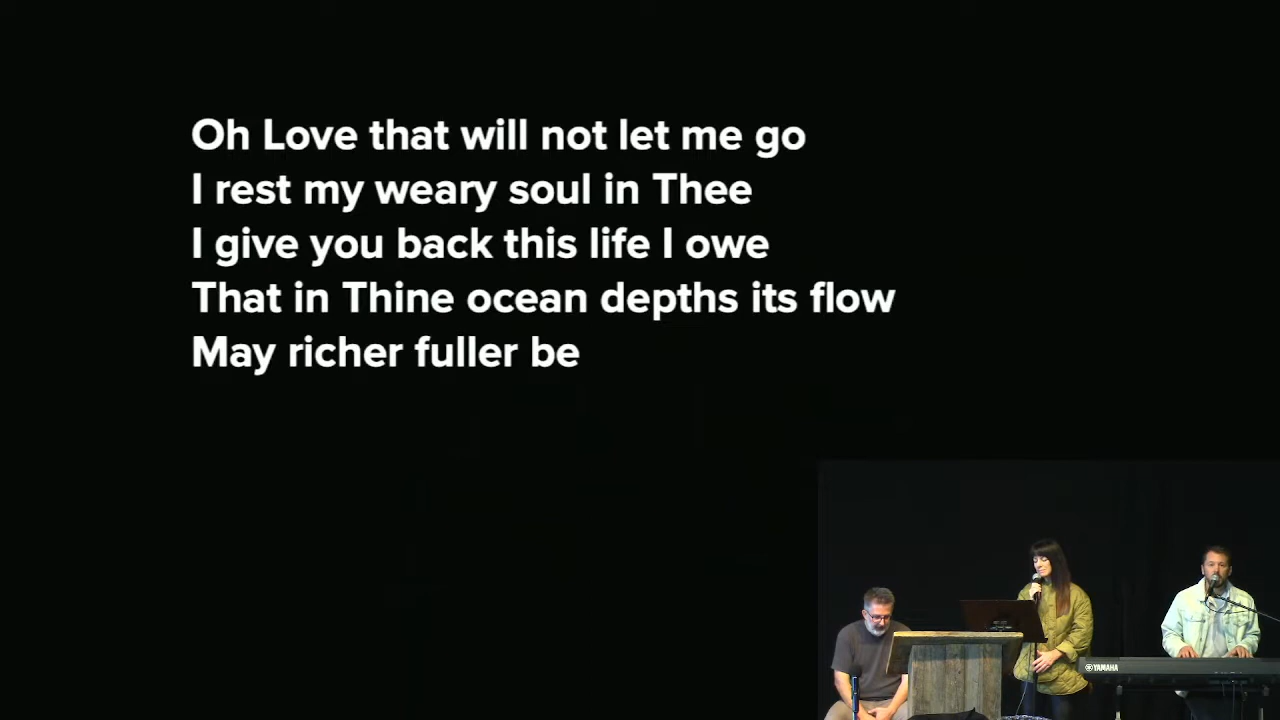 Oh Love that will not let me go
I rest my weary soul in Thee
I give you back this life I owe
That in Thine ocean depths its flow
May richer fuller be
YAMAHA